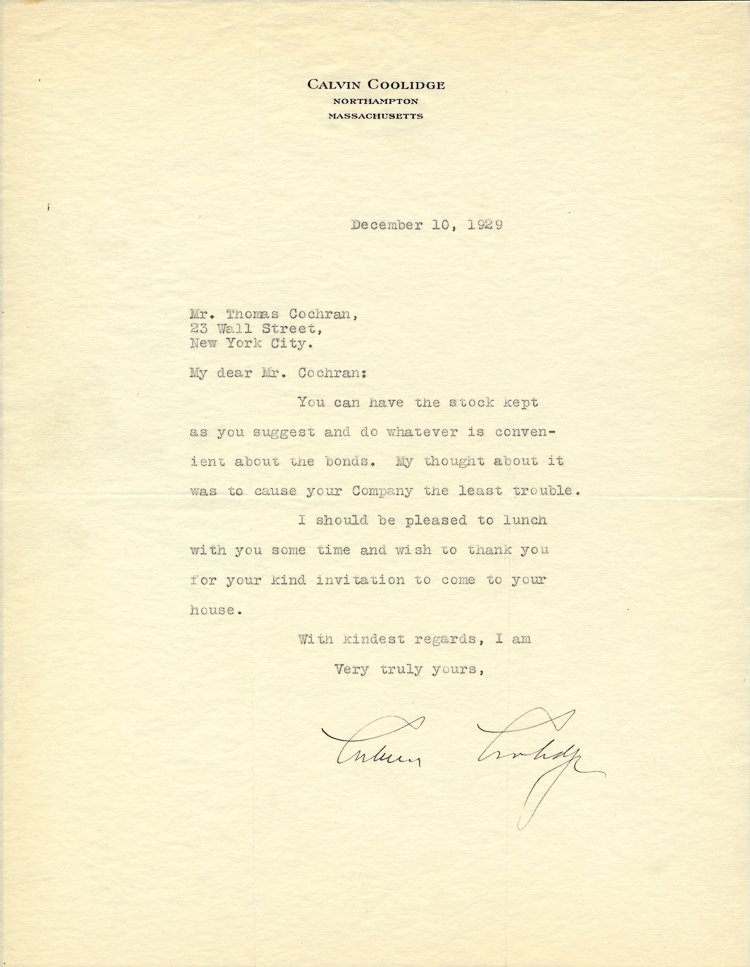 CALVIN COOLIDGE
NORTHAMPTON
MASSACHUSETTS
December 10, 1929
Mr. Thomas Cochran,
23 Wall Street,
New York City.
My dear Mr. Cochran:
You can have the stock kept
as you suggest and do whatever is conven-
ient about the bonds. My thought about it
was to cause your Company the least trouble.
I should be pleased to lunch
with you some time and wish to thank you
for your kind invitation to come to your
house.
With kindest regards, I am
Very truly yours,
Calvin Coolidge